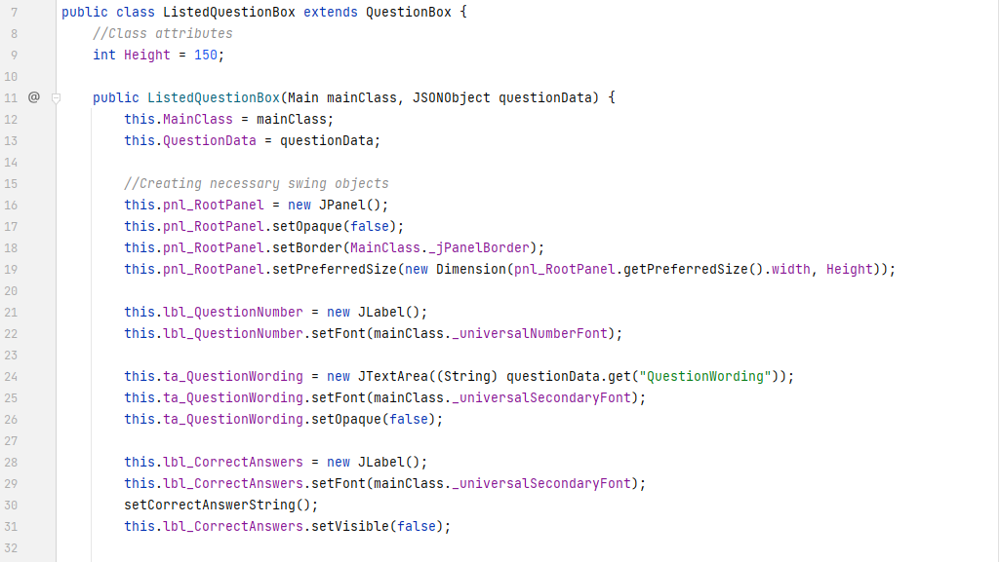 7 public class ListedQuestionBox extends QuestionBox {
8 //Class attributes
9 int Height = 150;
10
11 @ public ListedQuestionBox(Main mainClass, JSONObject questionData) {
12 this.MainClass = mainClass;
13 this.QuestionData = questionData;
14
15 //Creating necessary swing objects
16 this.pnl_RootPanel = new JPanel();
17 this.pnl_RootPanel.setOpaque(false);
18 this.pnl_RootPanel.setBorder(MainClass._jPanelBorder);
19 this.pnl_RootPanel.setPreferredSize(new Dimension(pnl_RootPanel.getPreferredSize().width, Height));
20
21 this.lbl_QuestionNumber = new JLabel();
22 this.lbl_QuestionNumber.setFont(mainClass._universalNumberFont);
23
24 this.ta_QuestionWording = new JTextArea((String) questionData.get("QuestionWording"));
25 this.ta_QuestionWording.setFont(mainClass._universalSecondaryFont);
26 this.ta_QuestionWording.setOpaque(false);
27
28 this.lbl_CorrectAnswers = new JLabel();
29 this.lbl_CorrectAnswers.setFont(mainClass._universalSecondaryFont);
30 setCorrectAnswerString();
31 this.lbl_CorrectAnswers.setVisible(false);
32